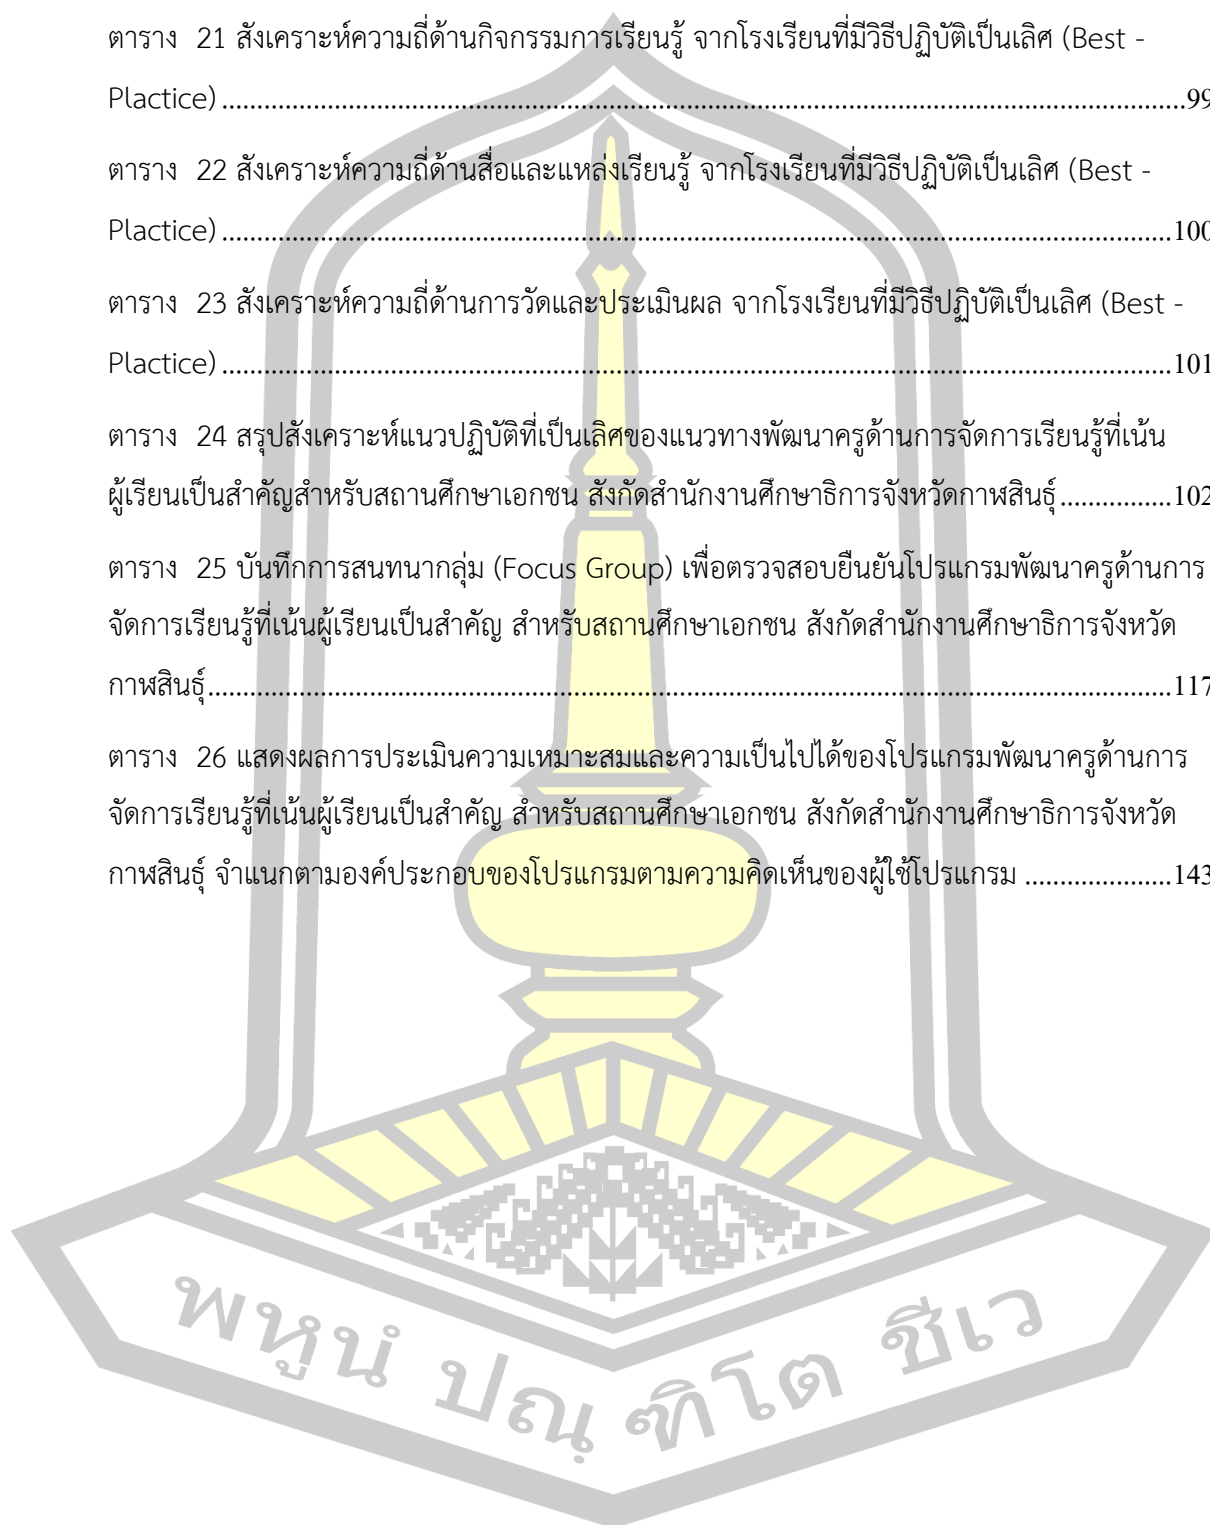 ตาราง 21 สังเคราะห์ความถี่ด้านกิจกรรมการเรียนรู้ จากโรงเรียนที่มีวิธีปฏิบัติเป็นเลิศ (Best -
Plactice) ........................................................................................................................................99
ตาราง 22 สังเคราะห์ความถี่ด้านสื่อและแหล่งเรียนรู้ จากโรงเรียนที่มีวิธีปฏิบัติเป็นเลิศ (Best -
Plactice) ......................................................................................................................................100
ตาราง 23 สังเคราะห์ความถี่ด้านการวัดและประเมินผล จากโรงเรียนที่มีวิธีปฏิบัติเป็นเลิศ (Best -
Plactice) ......................................................................................................................................101
ตาราง 24 สรุปสังเคราะห์แนวปฏิบัติที่เป็นเลิศของแนวทางพัฒนาครูด้านการจัดการเรียนรู้ที่เน้น
ผู้เรียนเป็นสำคัญสำหรับสถานศึกษาเอกชน สังกัดสำนักงานศึกษาธิการจังหวัดกาฬสินธุ์ ................102
ตาราง 25 บันทึกการสนทนากลุ่ม (Focus Group) เพื่อตรวจสอบยืนยันโปรแกรมพัฒนาครูด้านการ
จัดการเรียนรู้ที่เน้นผู้เรียนเป็นสำคัญ สำหรับสถานศึกษาเอกชน สังกัดสำนักงานศึกษาธิการจังหวัด
กาฬสินธุ์........................................................................................................................................117
ตาราง 26 แสดงผลการประเมินความเหมาะสมและความเป็นไปได้ของโปรแกรมพัฒนาครูด้านการ
จัดการเรียนรู้ที่เน้นผู้เรียนเป็นสำคัญ สำหรับสถานศึกษาเอกชน สังกัดสำนักงานศึกษาธิการจังหวัด
กาฬสินธุ์ จำแนกตามองค์ประกอบของโปรแกรมตามความคิดเห็นของผู้ใช้โปรแกรม .....................143
พหูนํ ปณฺฑิโต ชีเว